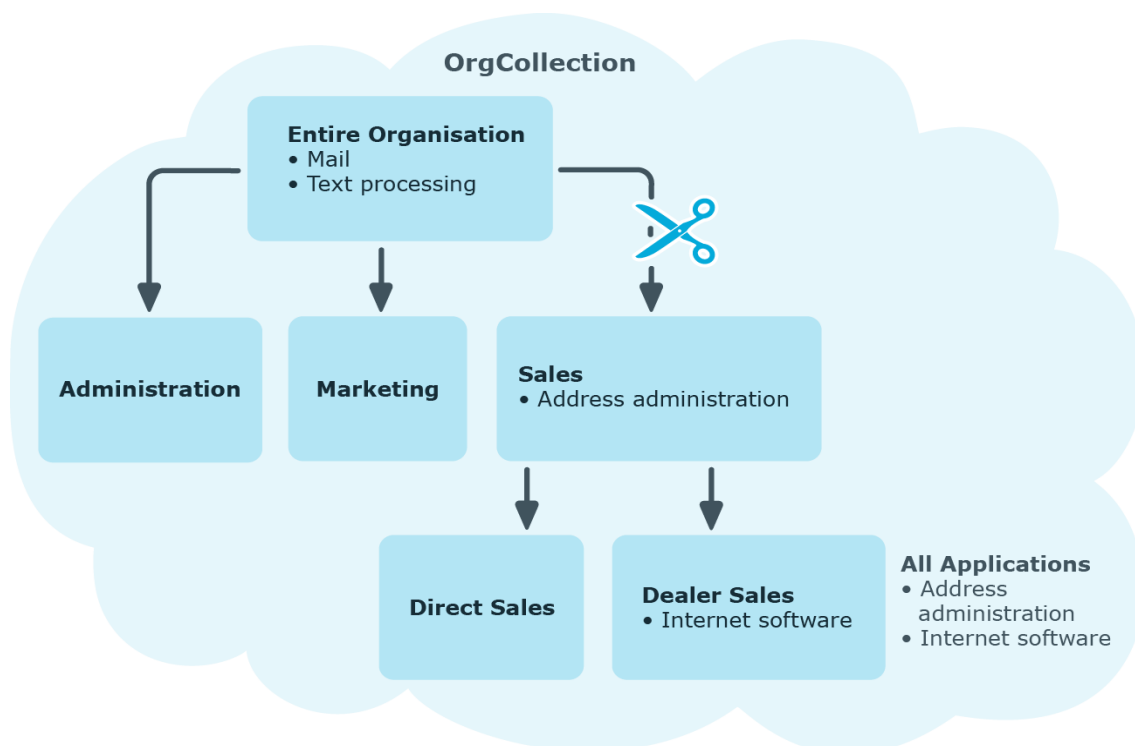 OrgCollection
Entire Organisation
• Mail
• Text processing
Administration
Marketing
Sales
• Address administration
Direct Sales
Dealer Sales
• Internet software
All Applications
• Address
administration
• Internet software